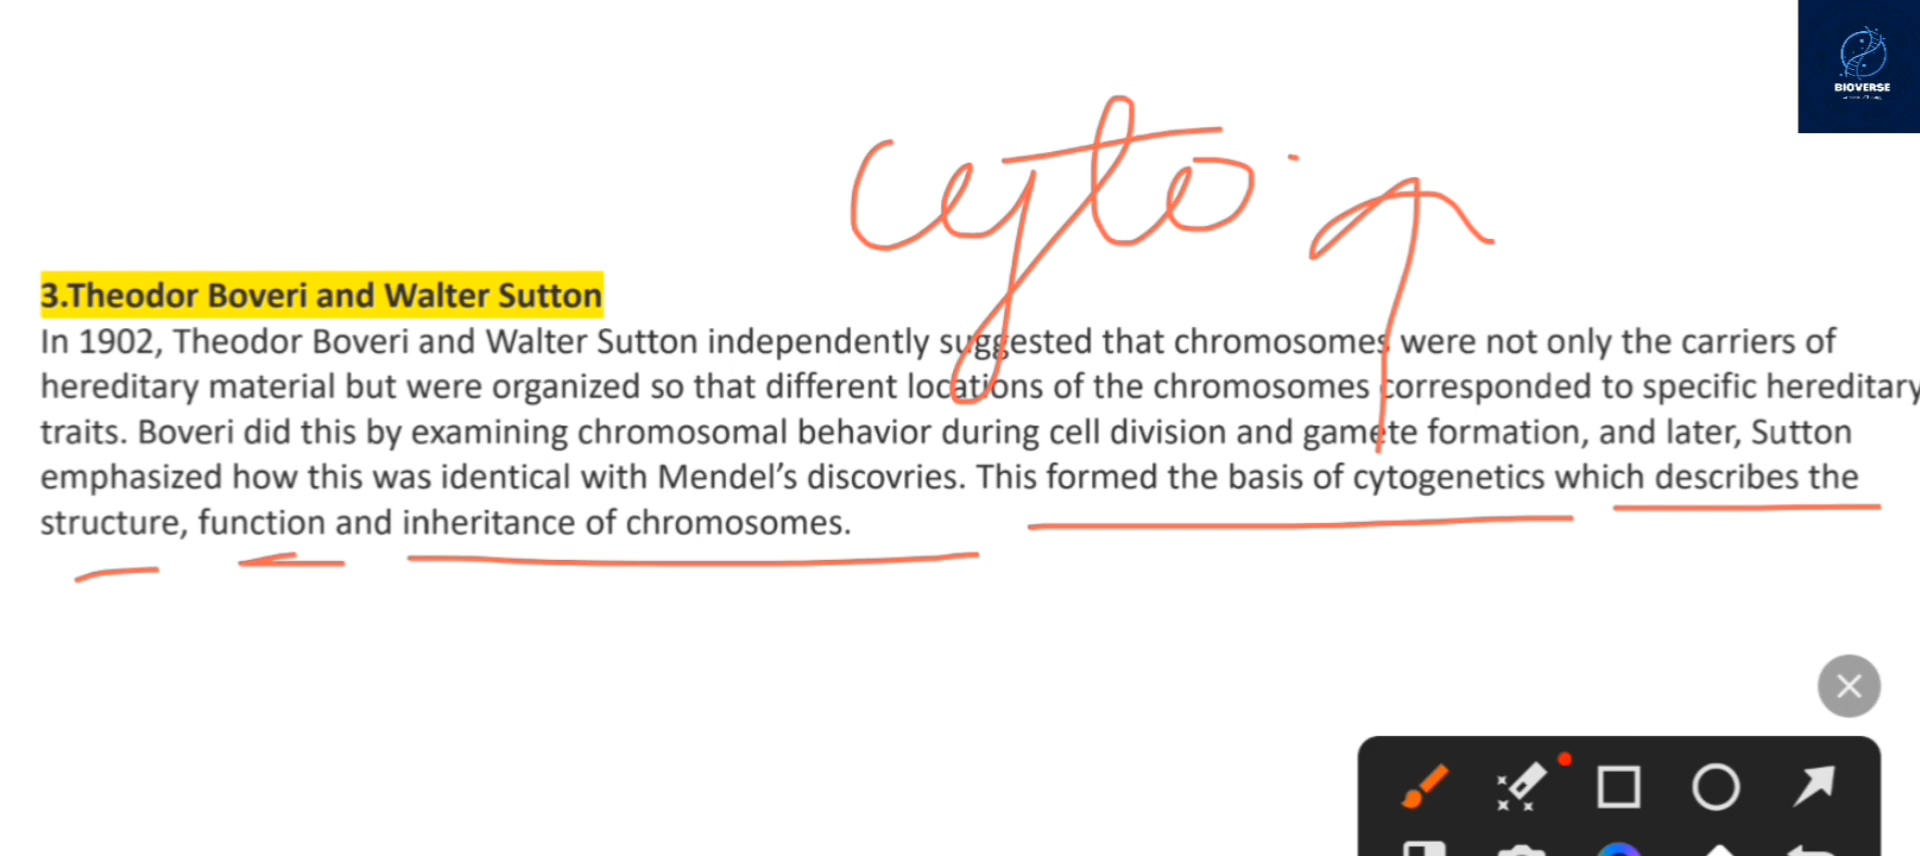 BIOVERSE
cyto
3.Theodor Boveri and Walter Sutton
In 1902, Theodor Boveri and Walter Sutton independently suggested that chromosomes were not only the carriers of
hereditary material but were organized so that different locations of the chromosomes corresponded to specific hereditary
traits. Boveri did this by examining chromosomal behavior during cell division and gamete formation, and later, Sutton
emphasized how this was identical with Mendel’s discovries. This formed the basis of cytogenetics which describes the
structure, function and inheritance of chromosomes.